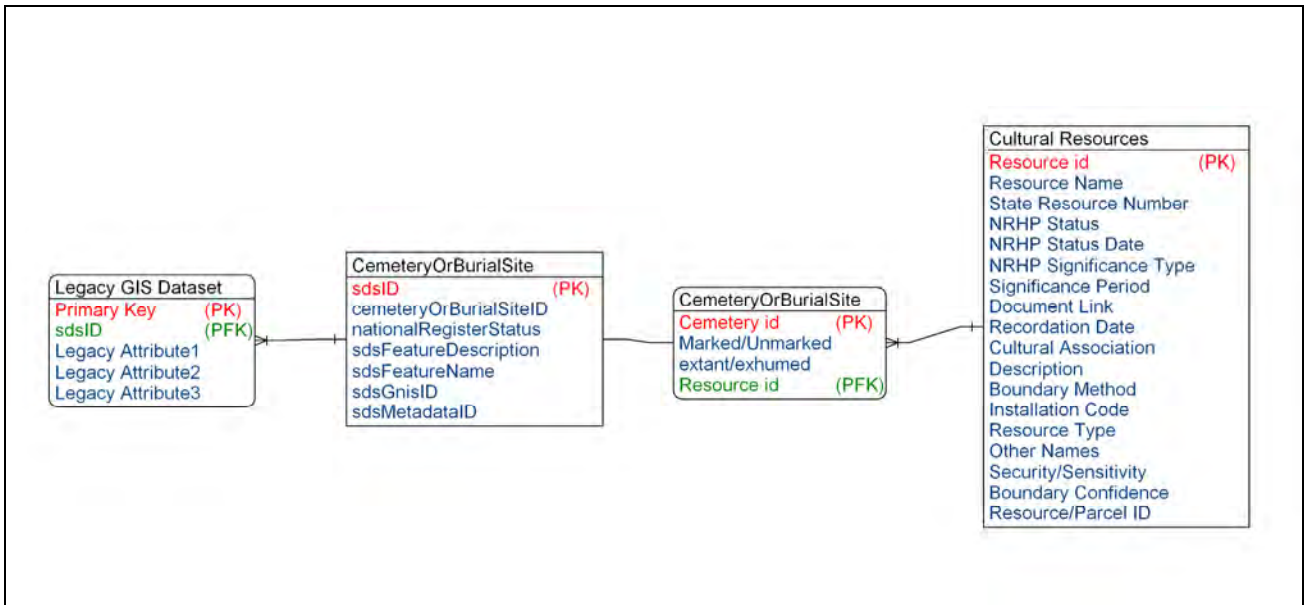 Legacy GIS Dataset
Primary Key (PK)
sdsID (PFK)
Legacy Attribute1
Legacy Attribute2
Legacy Attribute3
CemeteryOrBurialSite
sdsID (PK)
cemeteryOrBurialSiteID
nationalRegisterStatus
sdsFeatureDescription
sdsFeatureName
sdsGnisID
sdsMetadataID
CemeteryOrBurialSite
Cemetery id (PK)
Marked/Unmarked
extant/exhumed
Resource id (PFK)
Cultural Resources
Resource id (PK)
Resource Name
State Resource Number
NRHP Status
NRHP Status Date
NRHP Significance Type
Significance Period
Document Link
Recordation Date
Cultural Association
Description
Boundary Method
Installation Code
Resource Type
Other Names
Security/Sensitivity
Boundary Confidence
Resource/Parcel ID